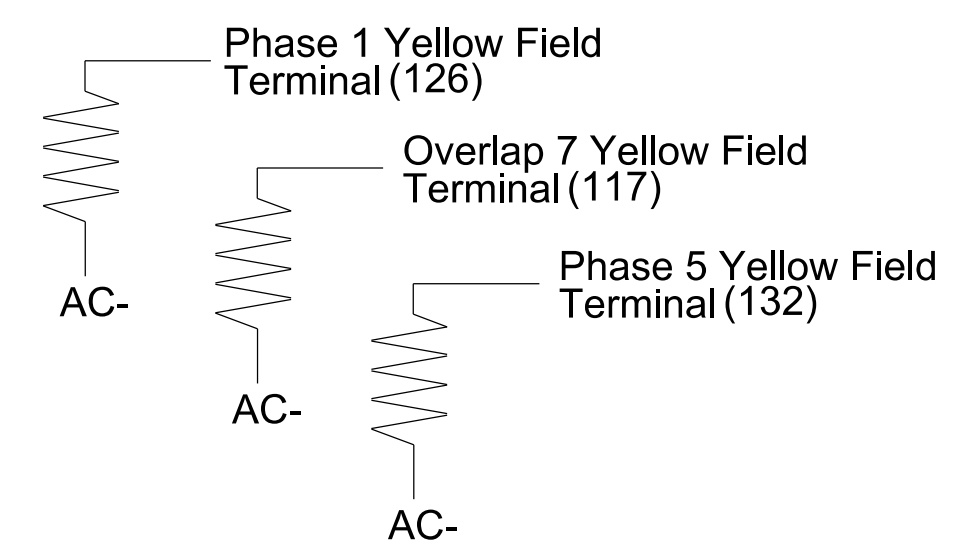 Phase 1 Yellow Field
Terminal (126)
Overlap 7 Yellow Field
Terminal (117)
Phase 5 Yellow Field
Terminal (132)
AC-
AC-
AC-